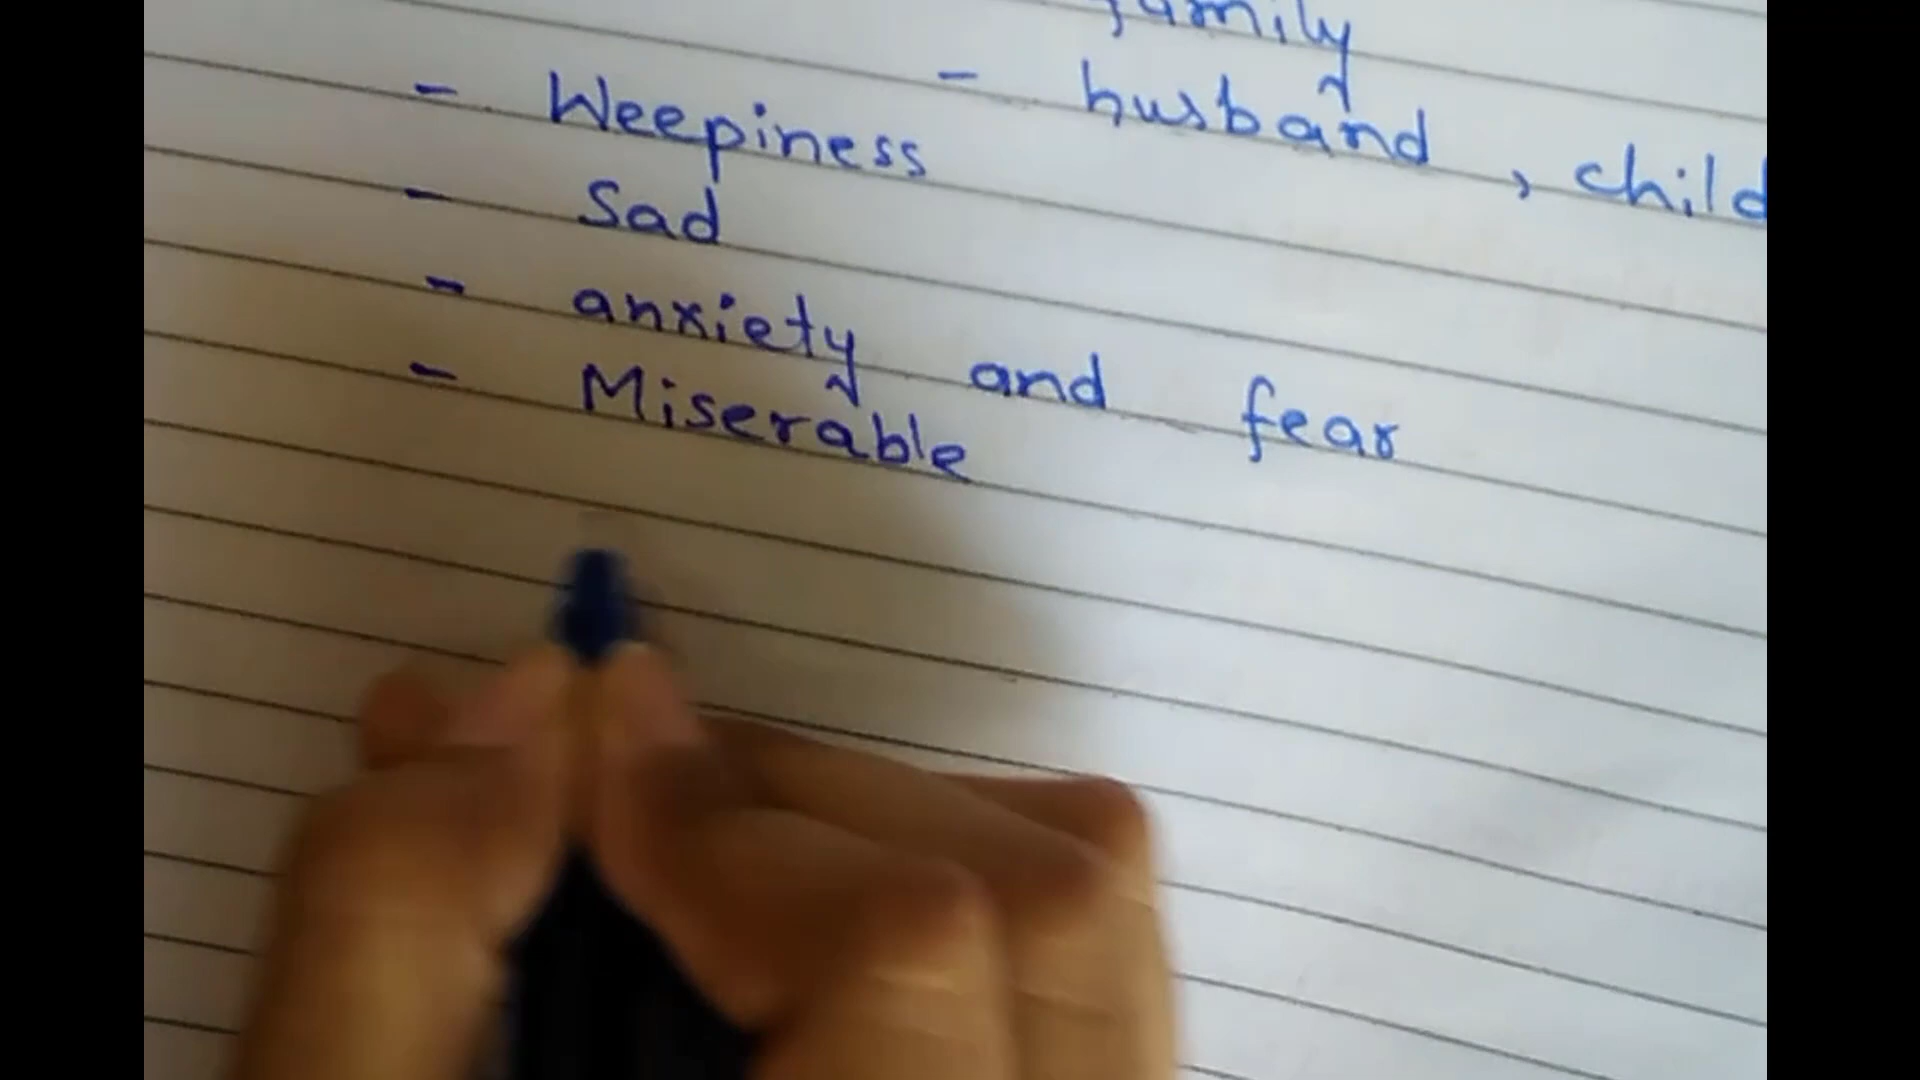 family
- Weepiness - husband, child
- Sad
- anxiety and fear
- Miserable